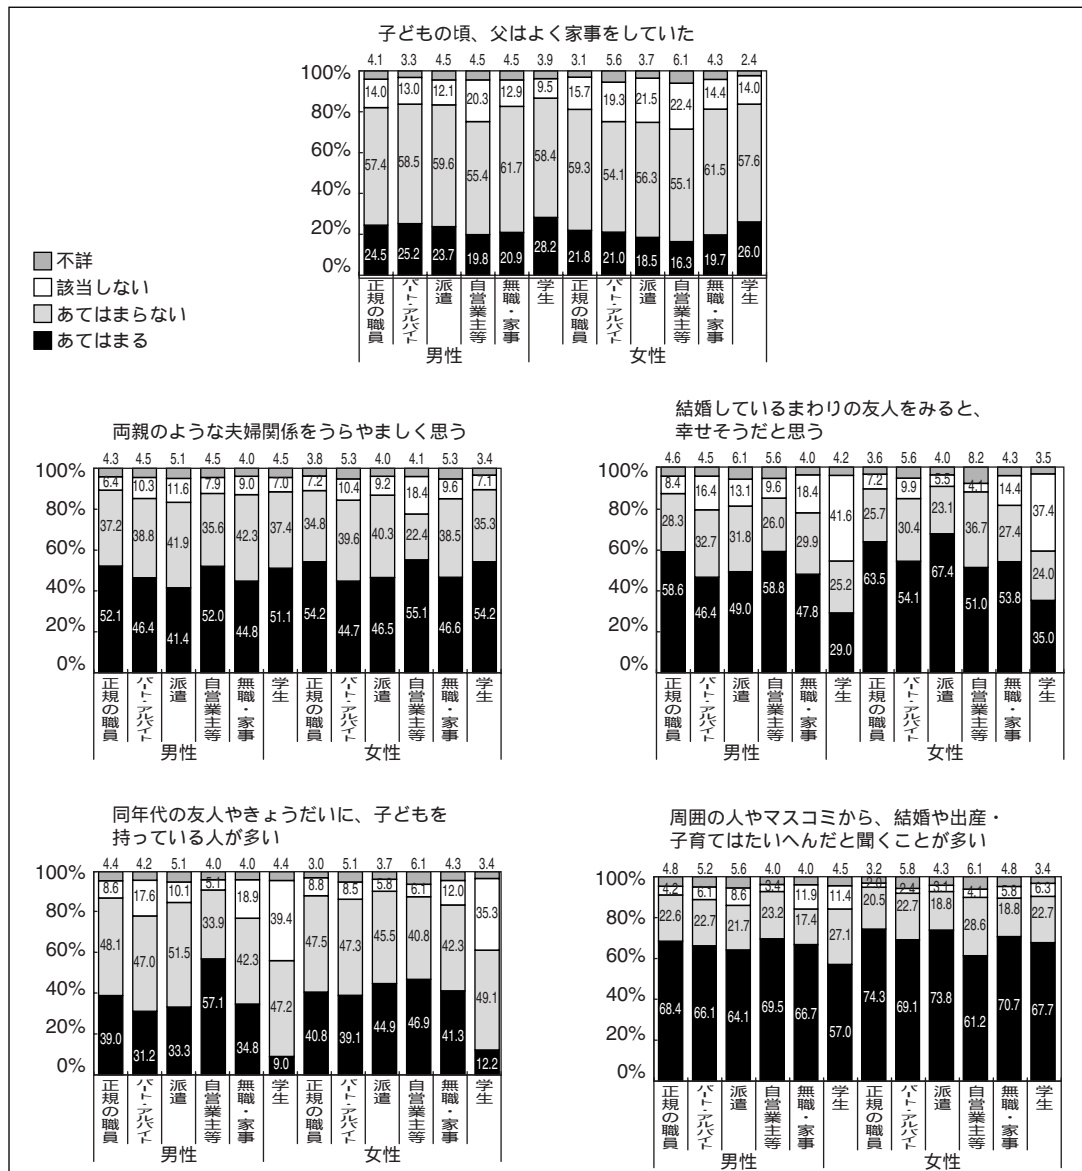 子どもの頃、父はよく家事をしていた
4.1 3.3 4.5 4.5 4.5 3.9 3.1 5.6 3.7 6.1 4.3 2.4
100%
14.0 13.0 12.1 20.3 12.9 9.5 15.7 19.3 21.5 22.4 14.4 14.0
80%
60%
57.4 58.5 59.6 55.4 61.7 58.4 59.3 54.1 56.3 55.1 61.5 57.6
40%
20%
24.5 25.2 23.7 19.8 20.9 28.2 21.8 21.0 18.5 16.3 19.7 26.0
0%
不詳
該当しない
あてはまらない
あてはまる
正規の職員 パート・アルバイト 派遣 自営業主等 無職・家事 学生 正規の職員 パート・アルバイト 派遣 自営業主等 無職・家事 学生
男性 女性
両親のような夫婦関係をうらやましく思う
4.3 4.5 5.1 4.5 4.0 4.5 3.8 5.3 4.0 4.1 5.3 3.4
100%
6.4 10.3 11.6 7.9 9.0 7.0 7.2 10.4 9.2 18.4 9.6 7.1
80%
37.2 38.8 41.9 35.6 42.3 37.4 34.8 39.6 40.3 22.4 38.5 35.3
60%
40%
52.1 46.4 41.4 52.0 44.8 51.1 54.2 44.7 46.5 55.1 46.6 54.2
20%
0%
正規の職員 パート・アルバイト 派遣 自営業主等 無職・家事 学生 正規の職員 パート・アルバイト 派遣 自営業主等 無職・家事 学生
男性 女性
結婚しているまわりの友人をみると、
幸せそうだと思う
4.6 4.5 6.1 5.6 4.0 4.2 3.6 5.6 4.0 8.2 4.3 3.5
100%
8.4 16.4 13.1 9.6 18.4 41.6 7.2 9.9 5.5 4.1 14.4 37.4
80%
28.3 32.7 31.8 26.0 29.9 25.2 25.7 30.4 23.1 36.7 27.4 24.0
60%
40%
58.6 46.4 49.0 58.8 47.8 29.0 63.5 54.1 67.4 51.0 53.8 35.0
20%
0%
正規の職員 パート・アルバイト 派遣 自営業主等 無職・家事 学生 正規の職員 パート・アルバイト 派遣 自営業主等 無職・家事 学生
男性 女性
同年代の友人やきょうだいに、子どもを
持っている人が多い
4.4 4.2 5.1 4.0 4.0 4.4 3.0 5.1 3.7 6.1 4.3 3.4
100%
8.6 17.6 10.1 5.1 18.9 39.4 8.8 8.5 5.8 6.1 12.0 35.3
80%
48.1 47.0 51.5 33.9 42.3 47.2 47.5 47.3 45.5 40.8 42.3 49.1
60%
40%
39.0 31.2 33.3 57.1 34.8 9.0 40.8 39.1 44.9 46.9 41.3 12.2
20%
0%
正規の職員 パート・アルバイト 派遣 自営業主等 無職・家事 学生 正規の職員 パート・アルバイト 派遣 自営業主等 無職・家事 学生
男性 女性
周囲の人やマスコミから、結婚や出産・
子育てはたいへんだと聞くことが多い
4.8 5.2 5.6 4.0 4.0 4.5 3.2 5.8 4.3 6.1 4.8 3.4
100%
4.2 6.1 8.6 3.4 11.9 11.4 2.0 2.4 3.1 4.1 5.8 6.3
80%
22.6 22.7 21.7 23.2 17.4 27.1 20.5 22.7 18.8 28.6 18.8 22.7
60%
40%
68.4 66.1 64.1 69.5 66.7 57.0 74.3 69.1 73.8 61.2 70.7 67.7
20%
0%
正規の職員 パート・アルバイト 派遣 自営業主等 無職・家事 学生 正規の職員 パート・アルバイト 派遣 自営業主等 無職・家事 学生
男性 女性